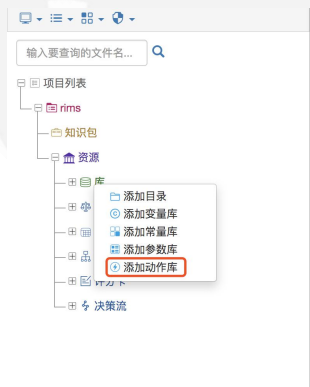 输入要查询的文件名...
项目列表
rims
知识包
资源
库
添加目录
添加变量库
添加常量库
添加参数库
添加动作库
评分卡
决策流